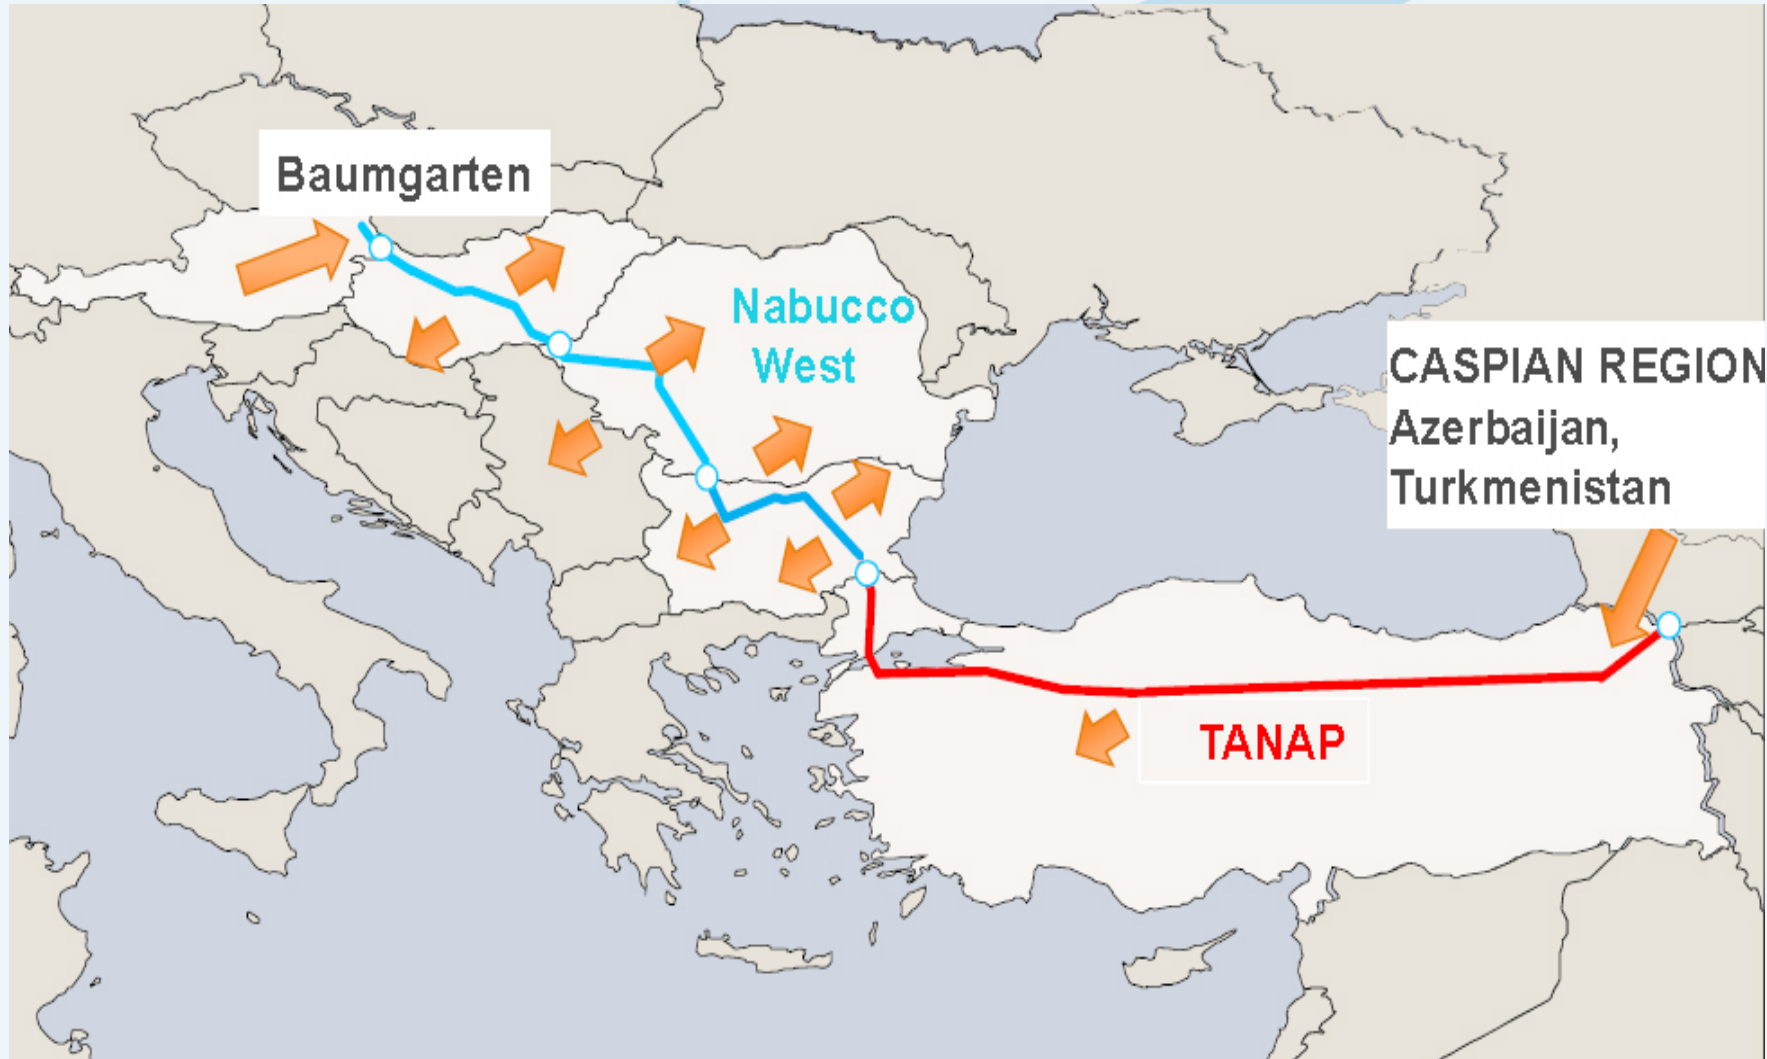 Baumgarten
Nabucco
West
CASPIAN REGION
Azerbaijan,
Turkmenistan
TANAP